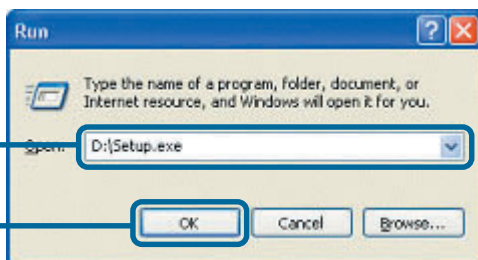 Run
Type the name of a program, folder, document, or
Internet resource, and Windows will open it for you.
Open: D:\Setup.exe
OK Cancel Browse...